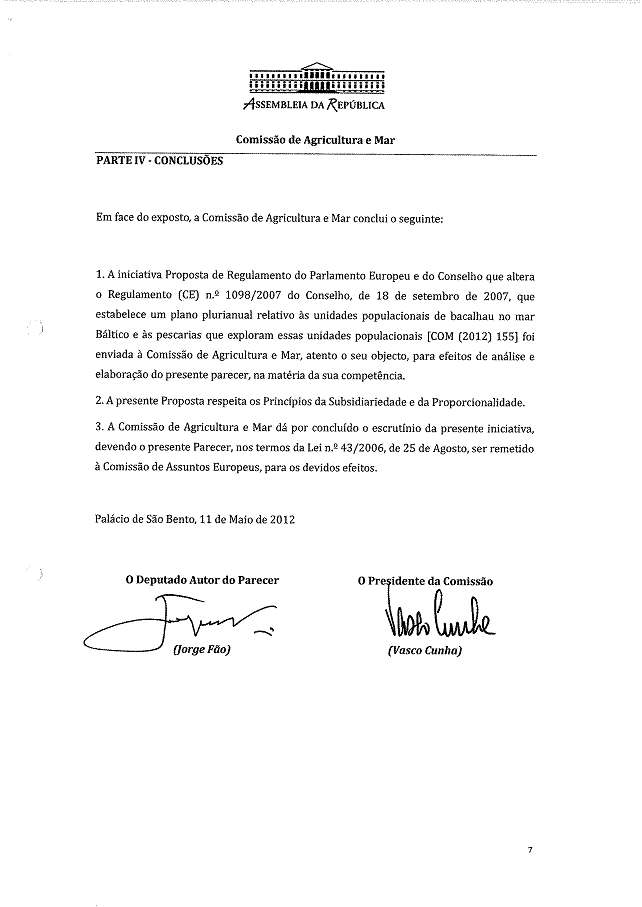 ASSEMBLEIA DA REPÚBLICA
Comissão de Agricultura e Mar
PARTE IV - CONCLUSÕES
Em face do exposto, a Comissão de Agricultura e Mar conclui o seguinte:
1. A iniciativa Proposta de Regulamento do Parlamento Europeu e do Conselho que altera
o Regulamento (CE) n.º 1098/2007 do Conselho, de 18 de setembro de 2007, que
estabelece um plano plurianual relativo às unidades populacionais de bacalhau no mar
Báltico e às pescarias que exploram essas unidades populacionais [COM (2012) 155] foi
enviada à Comissão de Agricultura e Mar, atento o seu objecto, para efeitos de análise e
elaboração do presente parecer, na matéria da sua competência.
2. A presente Proposta respeita os Princípios da Subsidiariedade e da Proporcionalidade.
3. A Comissão de Agricultura e Mar dá por concluído o escrutínio da presente iniciativa,
devendo o presente Parecer, nos termos da Lei n.º 43/2006, de 25 de Agosto, ser remetido
à Comissão de Assuntos Europeus, para os devidos efeitos.
Palácio de São Bento, 11 de Maio de 2012
O Deputado Autor do Parecer O Presidente da Comissão
Vasco Cunha
(Jorge Fão) (Vasco Cunha)
7